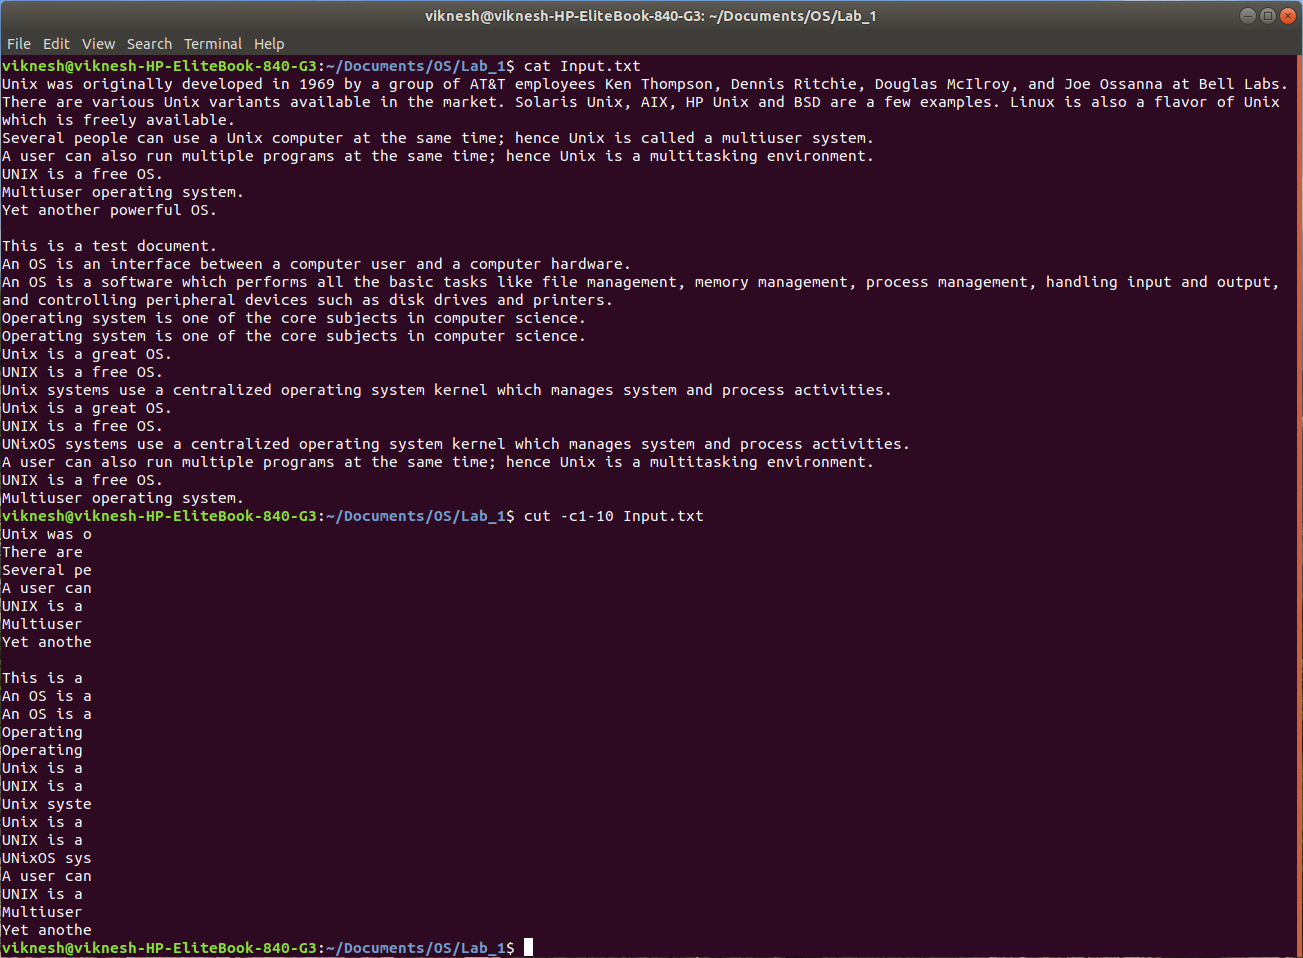 viknesh@viknesh-HP-EliteBook-840-G3: ~/Documents/OS/Lab_1
File Edit View Search Terminal Help
viknesh@viknesh-HP-EliteBook-840-G3:~/Documents/OS/Lab_1$ cat Input.txt
Unix was originally developed in 1969 by a group of AT&T employees Ken Thompson, Dennis Ritchie, Douglas McIlroy, and Joe Ossanna at Bell Labs.
There are various Unix variants available in the market. Solaris Unix, AIX, HP Unix and BSD are a few examples. Linux is also a flavor of Unix
which is freely available.
Several people can use a Unix computer at the same time; hence Unix is called a multiuser system.
A user can also run multiple programs at the same time; hence Unix is a multitasking environment.
UNIX is a free OS.
Multiuser operating system.
Yet another powerful OS.

This is a test document.
An OS is an interface between a computer user and a computer hardware.
An OS is a software which performs all the basic tasks like file management, memory management, process management, handling input and output,
and controlling peripheral devices such as disk drives and printers.
Operating system is one of the core subjects in computer science.
Operating system is one of the core subjects in computer science.
Unix is a great OS.
UNIX is a free OS.
Unix systems use a centralized operating system kernel which manages system and process activities.
Unix is a great OS.
UNIX is a free OS.
UNixOS systems use a centralized operating system kernel which manages system and process activities.
A user can also run multiple programs at the same time; hence Unix is a multitasking environment.
UNIX is a free OS.
Multiuser operating system.
viknesh@viknesh-HP-EliteBook-840-G3:~/Documents/OS/Lab_1$ cut -c1-10 Input.txt
Unix was o
There are
Several pe
A user can
UNIX is a
Multiuser
Yet anothe

This is a
An OS is a
An OS is a
Operating
Operating
Unix is a
UNIX is a
Unix syste
Unix is a
UNIX is a
UNixOS sys
A user can
UNIX is a
Multiuser
Yet anothe
viknesh@viknesh-HP-EliteBook-840-G3:~/Documents/OS/Lab_1$